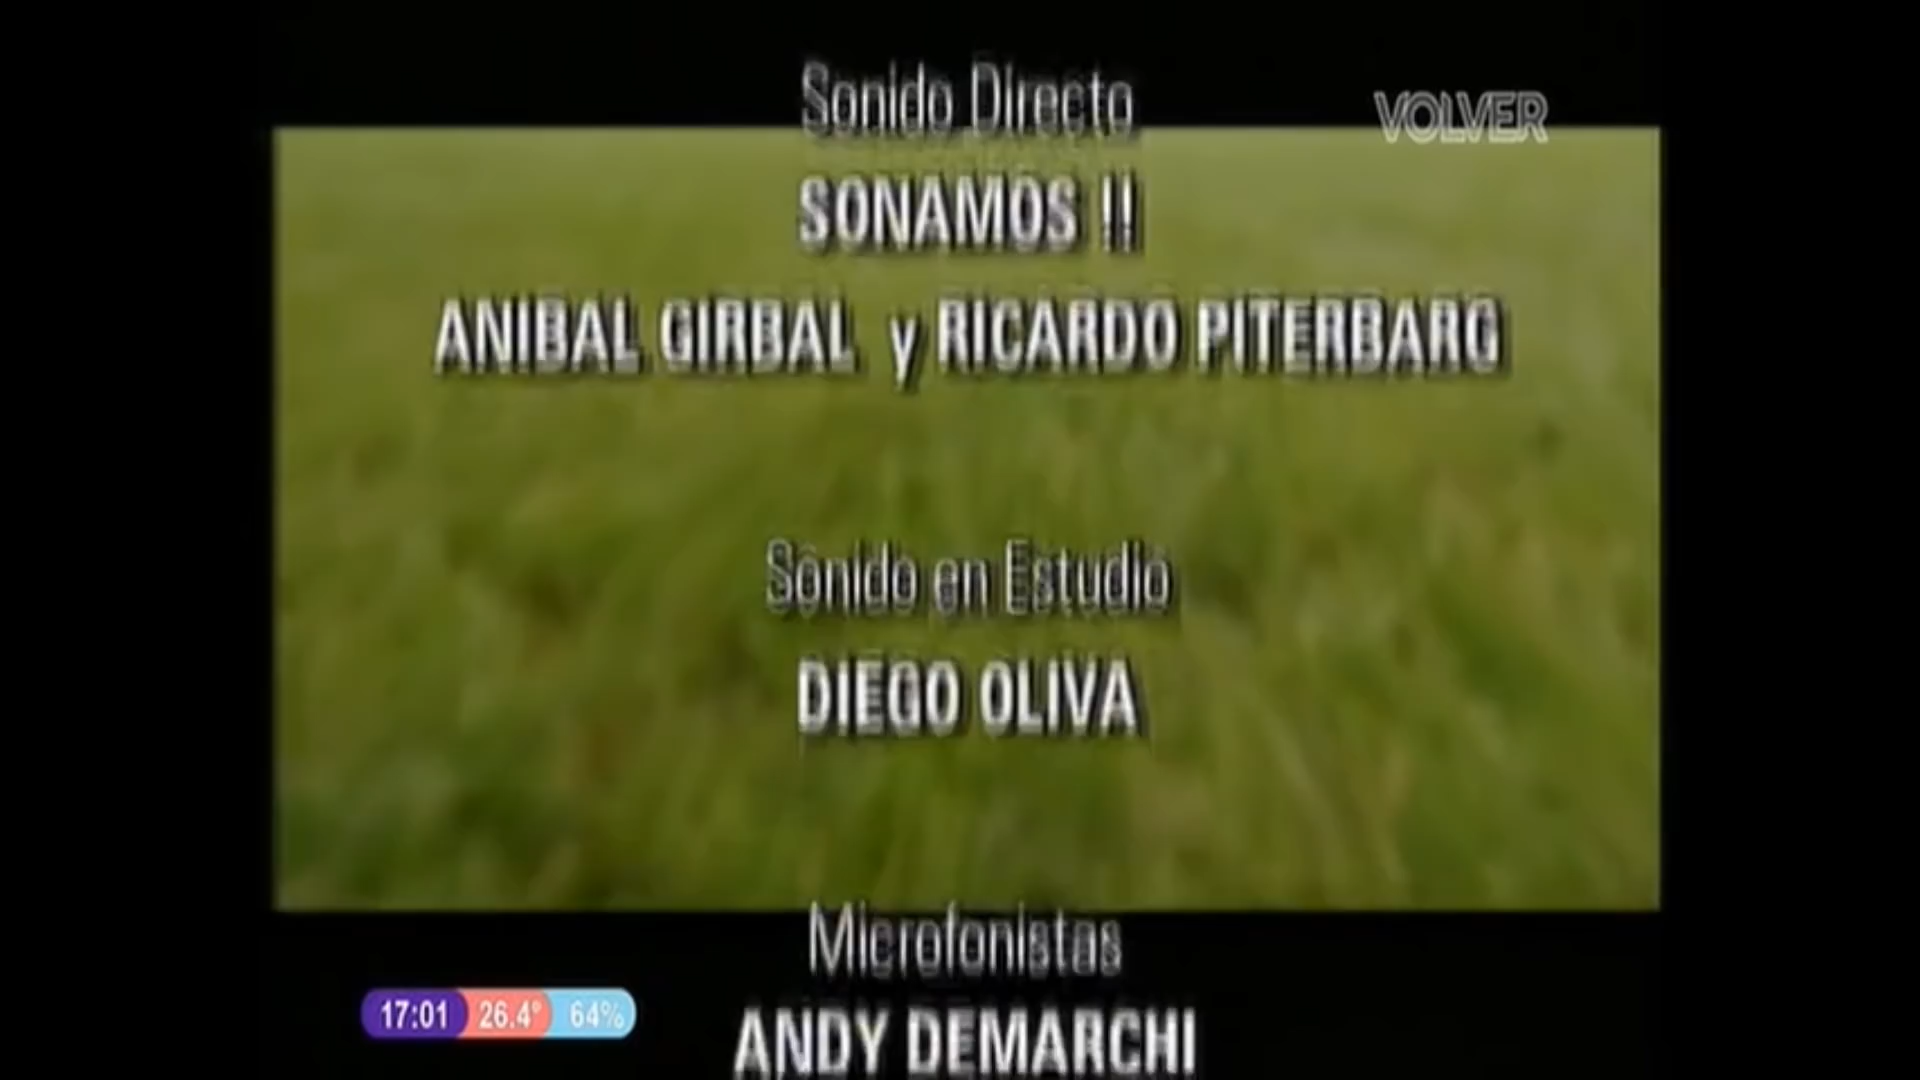 Sonido Directo
VOLVER
SONAMOS !!
ANIBAL GIRBAL y RICARDO PITERBARG
Sonido en Estudio
DIEGO OLIVA
Microfonistas
17:01 26.4° 64%
ANDY DEMARCHI